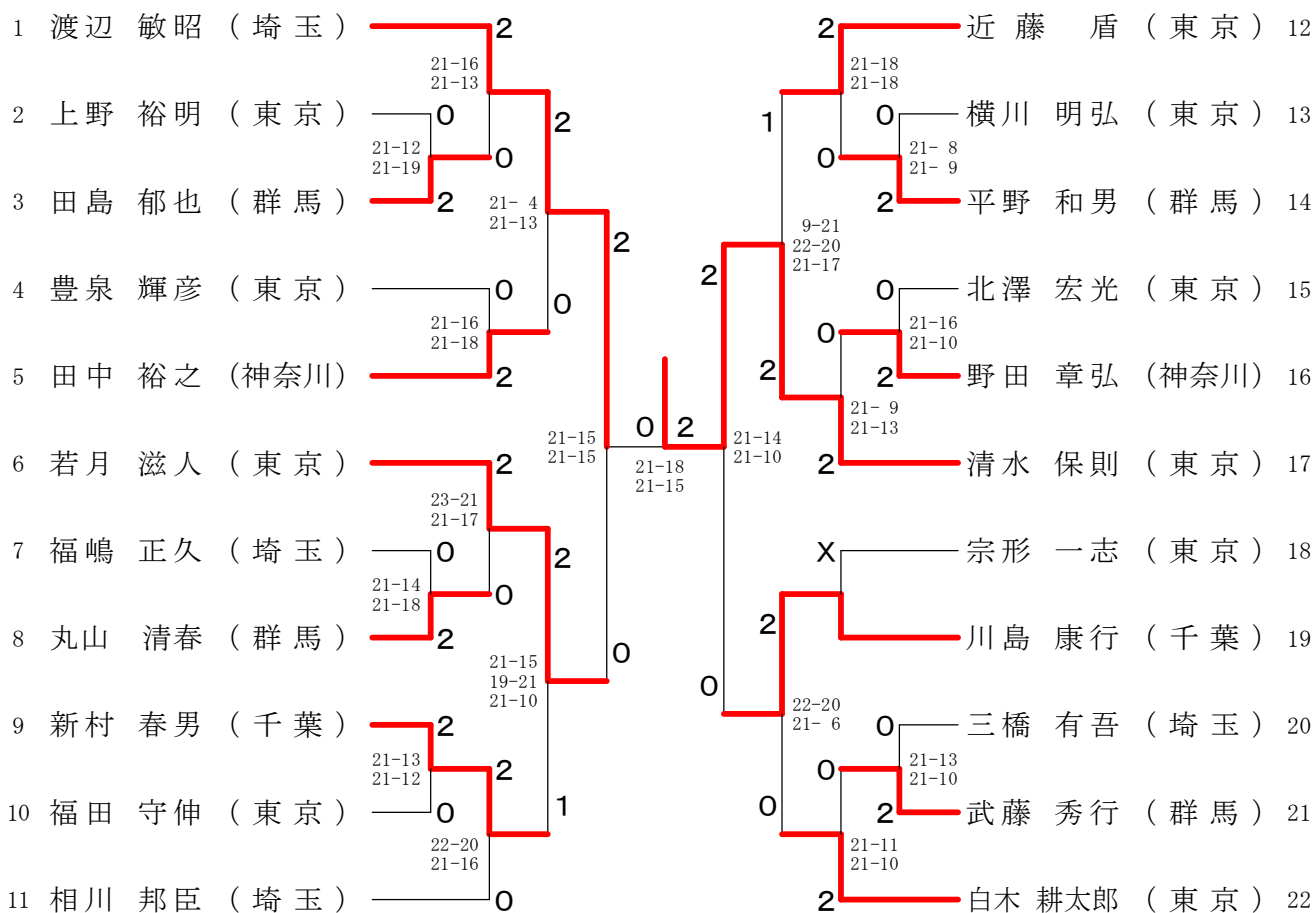 1 渡辺 敏昭 （埼 玉） 2
21-16
21-13
2 上野 裕明 （東 京） 0
2
21-12
21-19
0
3 田島 郁也 （群 馬） 2
21- 4
21-13
2
4 豊泉 輝彦 （東 京） 0
0
21-16
21-18
5 田中 裕之 (神奈川) 2
21-15
21-15
6 若月 滋人 （東 京） 2
23-21
21-17
7 福嶋 正久 （埼 玉） 0
2
21-14
21-18
0
8 丸山 清春 （群 馬） 2
0
21-15
19-21
21-10
9 新村 春男 （千 葉） 2
21-13
21-12
2
10 福田 守伸 （東 京） 0
1
22-20
21-16
11 相川 邦臣 （埼 玉） 0
0 2
21-18
21-15
2 近 藤 盾 （東 京） 12
21-18
21-18
1
0 横川 明弘 （東 京） 13
21- 8
21- 9
0
2 平野 和男 （群 馬） 14
9-21
22-20
21-17
2
0 北澤 宏光 （東 京） 15
21-16
21-10
0
2
2 野田 章弘 (神奈川) 16
21- 9
21-13
21-14
21-10
2 清水 保則 （東 京） 17
X 宗形 一志 （東 京） 18
2
川島 康行 （千 葉） 19
0
22-20
21- 6
0 三橋 有吾 （埼 玉） 20
21-13
21-10
0
0
2 武藤 秀行 （群 馬） 21
21-11
21-10
2 白木 耕太郎 （東 京） 22